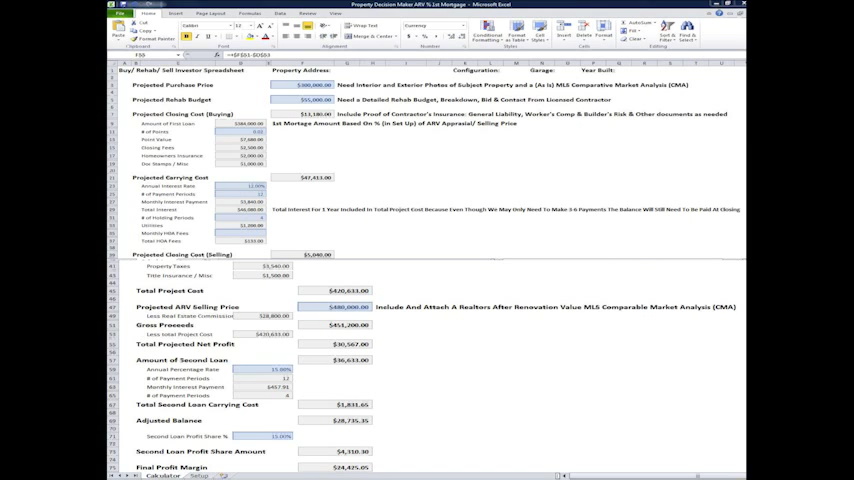 Property Decision Maker ARV % 1st Mortgage - Microsoft Excel
File Home Insert Page Layout Formulas Data Review View
Cut
Copy
Format Painter
Calibri 12
Wrap Text
Merge & Center
Currency
Conditional Formatting
Format as Table
Cell Styles
Insert Delete Format
AutoSum
Fill
Clear
Sort & Filter
Find & Select
Buy/ Rehab/ Sell Investor Spreadsheet Property Address: Configuration: Garage: Year Built:
Projected Purchase Price $300,000.00 Need Interior and Exterior Photos of Subject Property and a (As Is) MLS Comparative Market Analysis (CMA)
Projected Rehab Budget $55,000.00 Need a Detailed Rehab Budget, Breakdown, Bid & Contact From Licensed Contractor
Projected Closing Cost (Buying) $13,180.00 Include Proof of Contractor's Insurance: General Liability, Worker's Comp & Builder's Risk & Other documents as needed
Amount of First Loan $384,000.00 1st Mortage Amount Based On % (in Set Up) of ARV Apprasial/ Selling Price
# of Points 0.02
Point Value $7,680.00
Closing Fees $2,500.00
Homeowners Insurance $2,000.00
Doc Stamps / Misc $1,000.00
Projected Carrying Cost $47,413.00
Annual Interest Rate 12.00%
# of Payment Periods 12
Monthly Interest Payment $3,840.00
Total Interest $46,080.00 Total Interest For 1 Year Included In Total Project Cost Because Even Though We May Only Need To Make 3-6 Payments The Balance Will Still Need To Be Paid At Closing
# of Holding Periods 4
Utilities $1,000.00
Monthly HOA Fees
Total HOA Fees $333.00
Projected Closing Cost (Selling) $5,040.00
Property Taxes $3,540.00
Title Insurance / Misc $1,500.00
Total Project Cost $420,633.00
Projected ARV Selling Price $480,000.00 Include And Attach A Realtors After Renovation Value MLS Comparable Market Analysis (CMA)
Less Real Estate Commission $28,800.00
Gross Proceeds $451,200.00
Less Total Project Cost $420,633.00
Total Projected Net Profit $30,567.00
Amount of Second Loan $36,633.00
Annual Percentage Rate 15.00%
# of Payment Periods 12
Monthly Interest Payment $457.91
# of Payment Periods 4
Total Second Loan Carrying Cost $1,831.65
Adjusted Balance $28,735.35
Second Loan Profit Share % 15.00%
Second Loan Profit Share Amount $4,310.30
Final Profit Margin $24,425.05
Calculator Setup